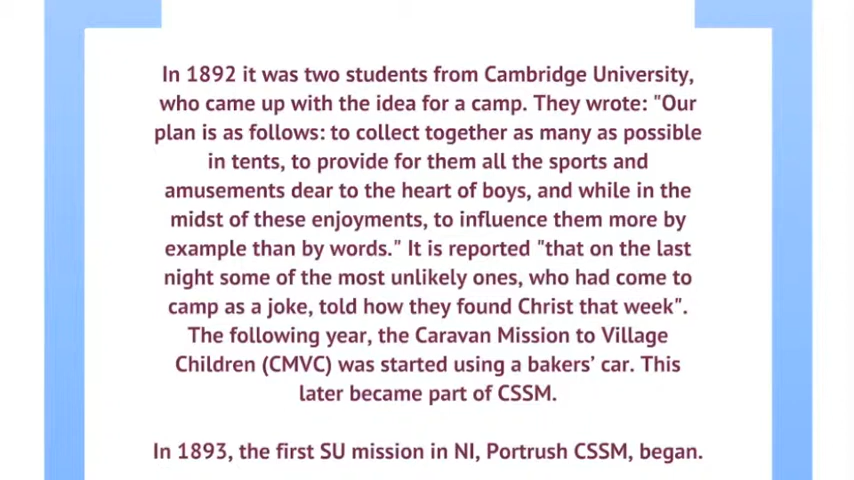 In 1892 it was two students from Cambridge University,
who came up with the idea for a camp. They wrote: "Our
plan is as follows: to collect together as many as possible
in tents, to provide for them all the sports and
amusements dear to the heart of boys, and while in the
midst of these enjoyments, to influence them more by
example than by words." It is reported "that on the last
night some of the most unlikely ones, who had come to
camp as a joke, told how they found Christ that week".
The following year, the Caravan Mission to Village
Children (CMVC) was started using a bakers’ car. This
later became part of CSSM.
In 1893, the first SU mission in NI, Portrush CSSM, began.